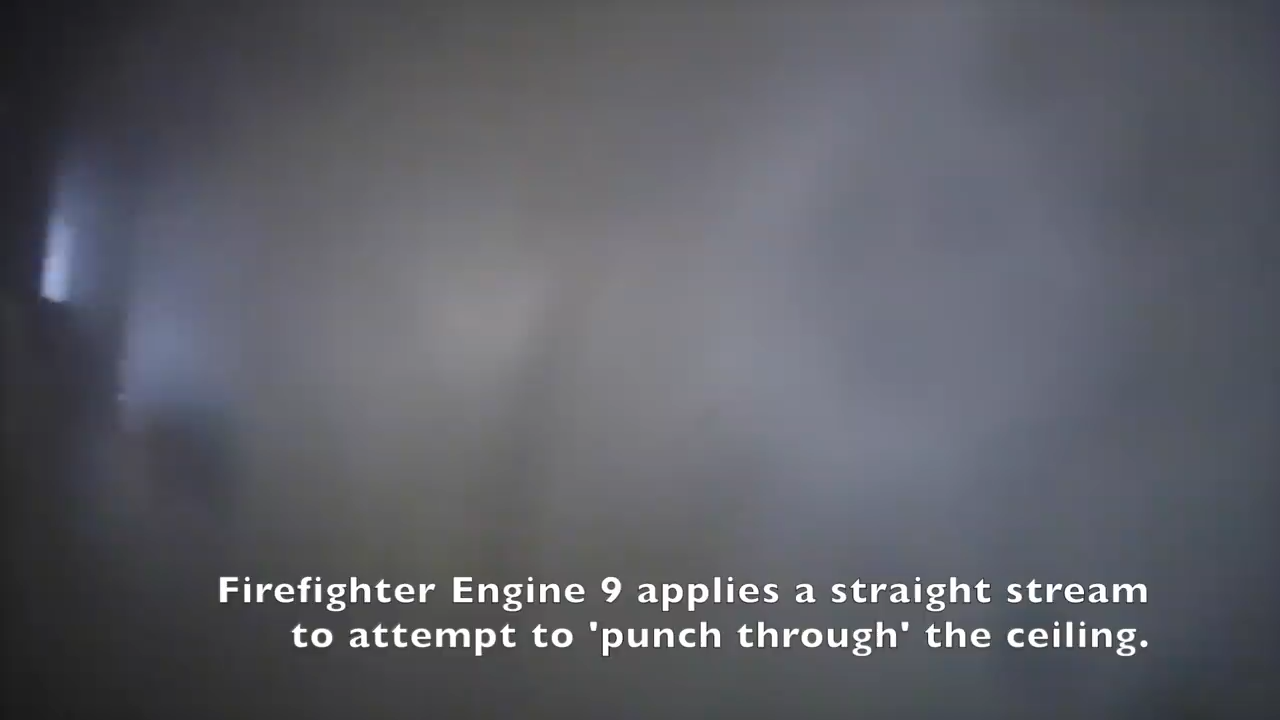 Firefighter Engine 9 applies a straight stream
to attempt to 'punch through' the ceiling.